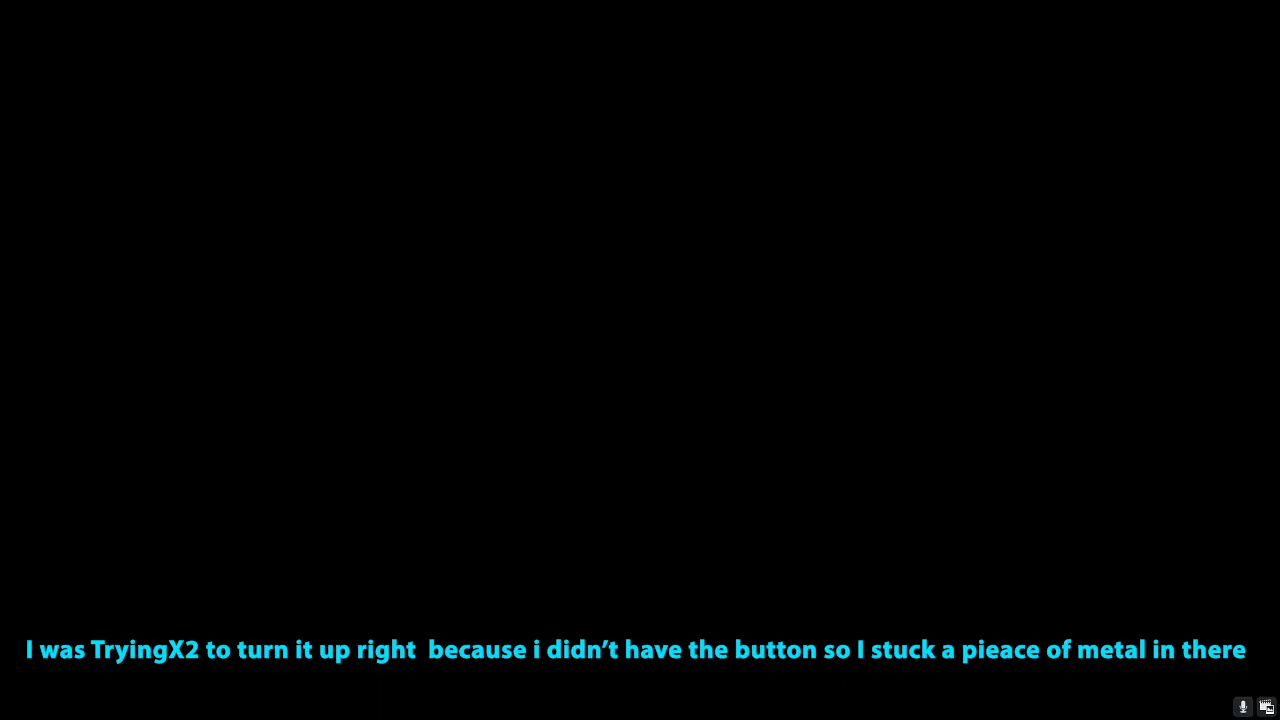 I was TryingX2 to turn it up right  because i didn’t have the button so I stuck a pieace of metal in there